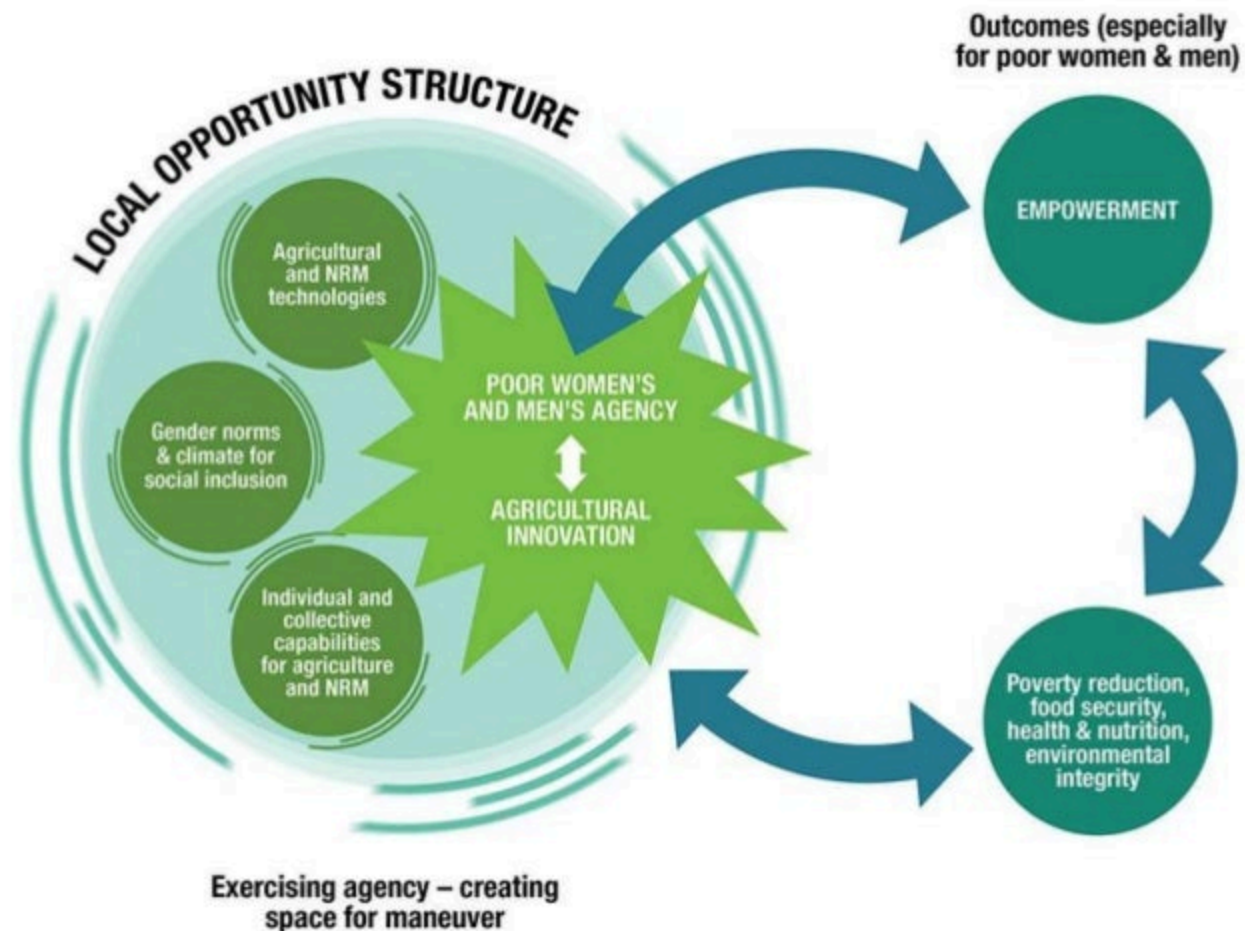 Outcomes (especially
for poor women & men)
LOCAL OPPORTUNITY STRUCTURE
Agricultural
and NRM
technologies
EMPOWERMENT
POOR WOMEN'S
AND MEN'S AGENCY
Gender norms
& climate for
social inclusion
AGRICULTURAL
INNOVATION
Individual and
collective
capabilities
for agriculture
and NRM
Poverty reduction,
food security,
health & nutrition,
environmental
integrity
Exercising agency – creating
space for maneuver